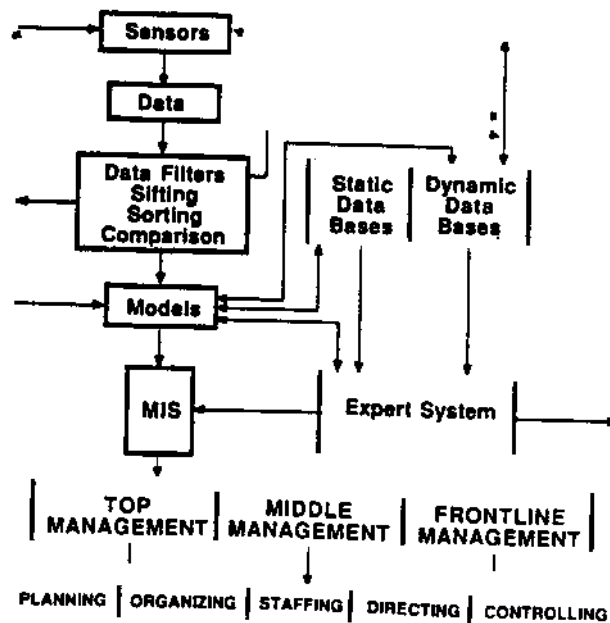 Sensors
Data
Data Filters
Sifting
Sorting
Comparison
Static
Data
Bases
Dynamic
Data
Bases
Models
MIS
Expert System
TOP
MANAGEMENT
MIDDLE
MANAGEMENT
FRONTLINE
MANAGEMENT
PLANNING
ORGANIZING
STAFFING
DIRECTING
CONTROLLING